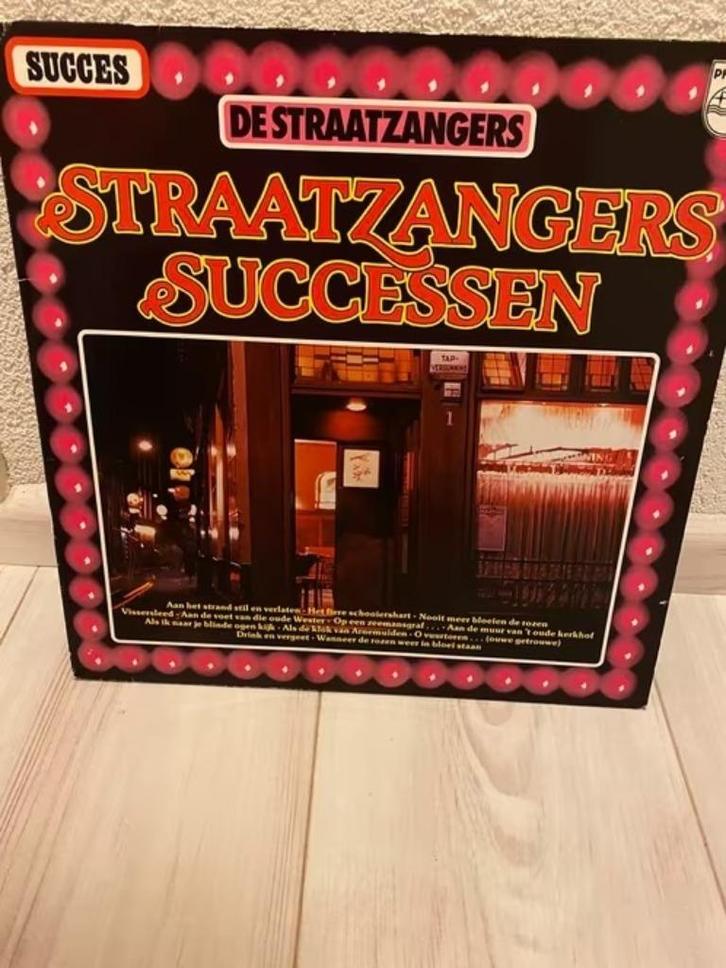 SUCCES
DE STRAATZANGERS
STRAATZANGERS
SUCCESSEN
TAP-
VERGUNNING
1
Aan het strand stil en verlaten - Het fiere schooiershart - Nooit meer bloeien de rozen
Vissersleed - Aan de voet van die oude Wester - Op een zeemansgraf . . . - Aan de muur van 't oude kerkhof
Als ik naar je blinde ogen kijk - Als de klok van Arnemuiden - O vuurtoren . . . (ouwe getrouwe)
Drink en vergeet - Wanneer de rozen weer in bloei staan